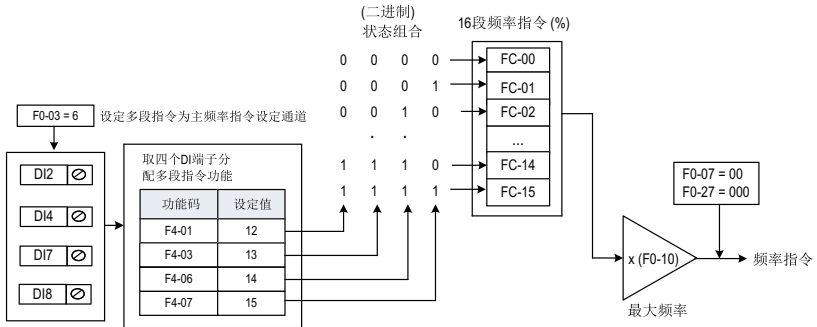 (二进制)
状态组合
16段频率指令 (%)
0 0 0 0
FC-00
0 0 0 1
FC-01
0 0 1 0
FC-02
. .
...
1 1 1 0
FC-14
1 1 1 1
FC-15
F0-03 = 6
设定多段指令为主频率指令设定通道
DI2
DI4
DI7
DI8
取四个DI端子分
配多段指令功能
功能码 设定值
F4-01 12
F4-03 13
F4-06 14
F4-07 15
F0-07 = 00
F0-27 = 000
x (F0-10)
频率指令
最大频率